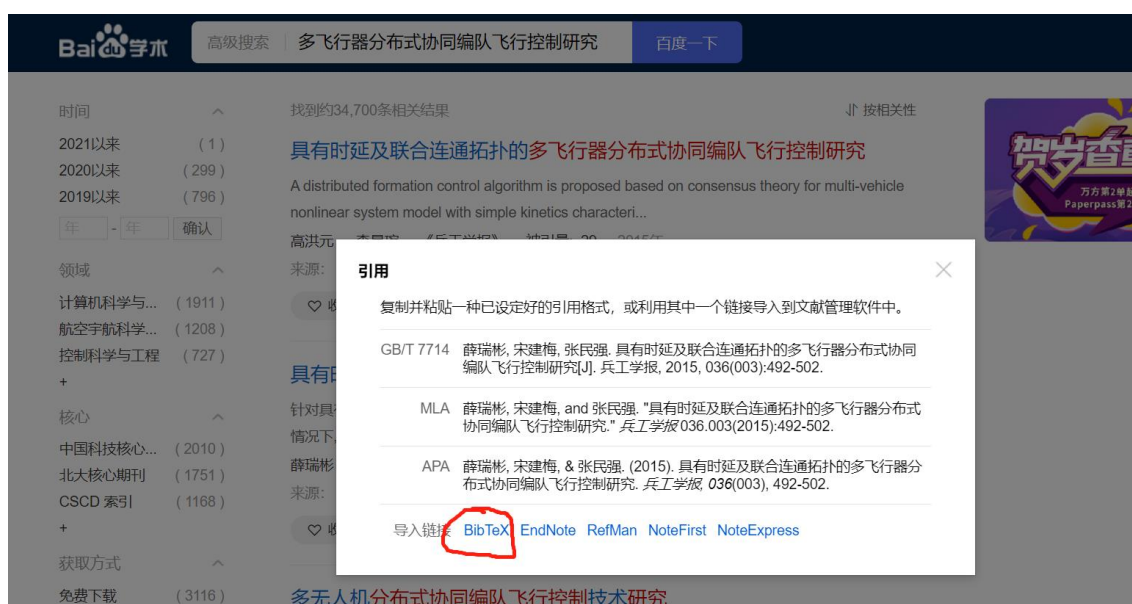 Bai 学术
高级搜索
多飞行器分布式协同编队飞行控制研究
百度一下
时间
2021以来 (1)
2020以来 (299)
2019以来 (796)
年 - 年 确认
领域
计算机科学与... (1911)
航空宇航科学... (1208)
控制科学与工程 (727)
+
核心
中国科技核心... (2010)
北大核心期刊 (1751)
CSCD 索引 (1168)
+
获取方式
免费下载 (3116)
找到约34,700条相关结果
按相关性
具有时延及联合连通拓扑的多飞行器分布式协同编队飞行控制研究
A distributed formation control algorithm is proposed based on consensus theory for multi-vehicle
nonlinear system model with simple kinetics characteri...
高洪元
来源:
具有
针对具
情况下,
薛瑞彬
来源:
多无人机分布式协同编队飞行控制技术研究
万方第2单
Paperpass第2
引用
复制并粘贴一种已设定好的引用格式，或利用其中一个链接导入到文献管理软件中。
GB/T 7714 薛瑞彬, 宋建梅, 张民强. 具有时延及联合连通拓扑的多飞行器分布式协同
编队飞行控制研究[J]. 兵工学报, 2015, 036(003):492-502.
MLA 薛瑞彬, 宋建梅, and 张民强. "具有时延及联合连通拓扑的多飞行器分布式
协同编队飞行控制研究." 兵工学报 036.003(2015):492-502.
APA 薛瑞彬, 宋建梅, & 张民强. (2015). 具有时延及联合连通拓扑的多飞行器分
布式协同编队飞行控制研究. 兵工学报, 036(003), 492-502.
导入链接 BibTeX EndNote RefMan NoteFirst NoteExpress